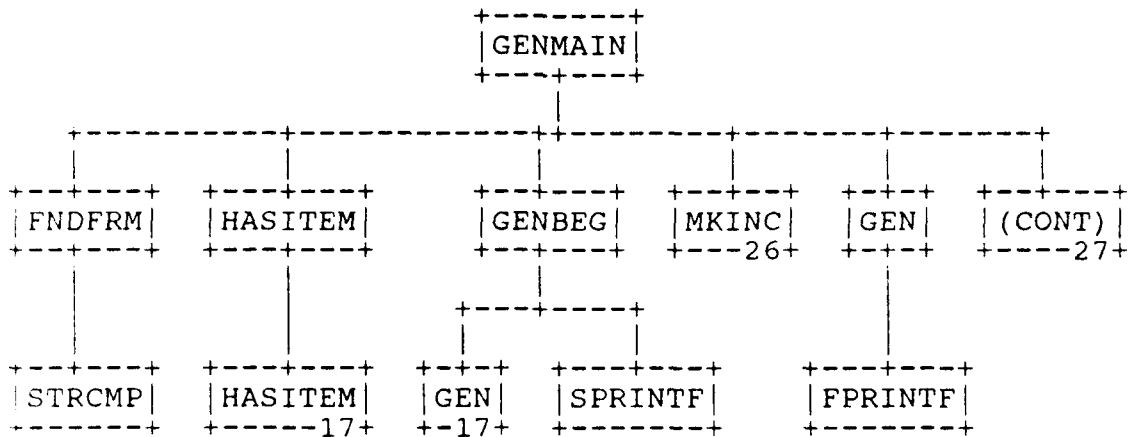 GENMAIN
FNDFRM HASITEM GENBEG MKINC GEN (CONT)
26 27
STRCMP HASITEM GEN SPRINTF FPRINTF
17 17